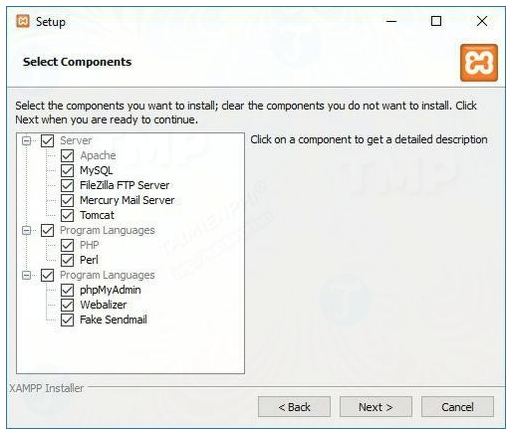 Setup
Select Components
Select the components you want to install; clear the components you do not want to install. Click
Next when you are ready to continue.
Server
Apache
MySQL
FileZilla FTP Server
Mercury Mail Server
Tomcat
Program Languages
PHP
Perl
Program Languages
phpMyAdmin
Webalizer
Fake Sendmail
Click on a component to get a detailed description
TMP
XAMPP Installer
< Back
Next >
Cancel